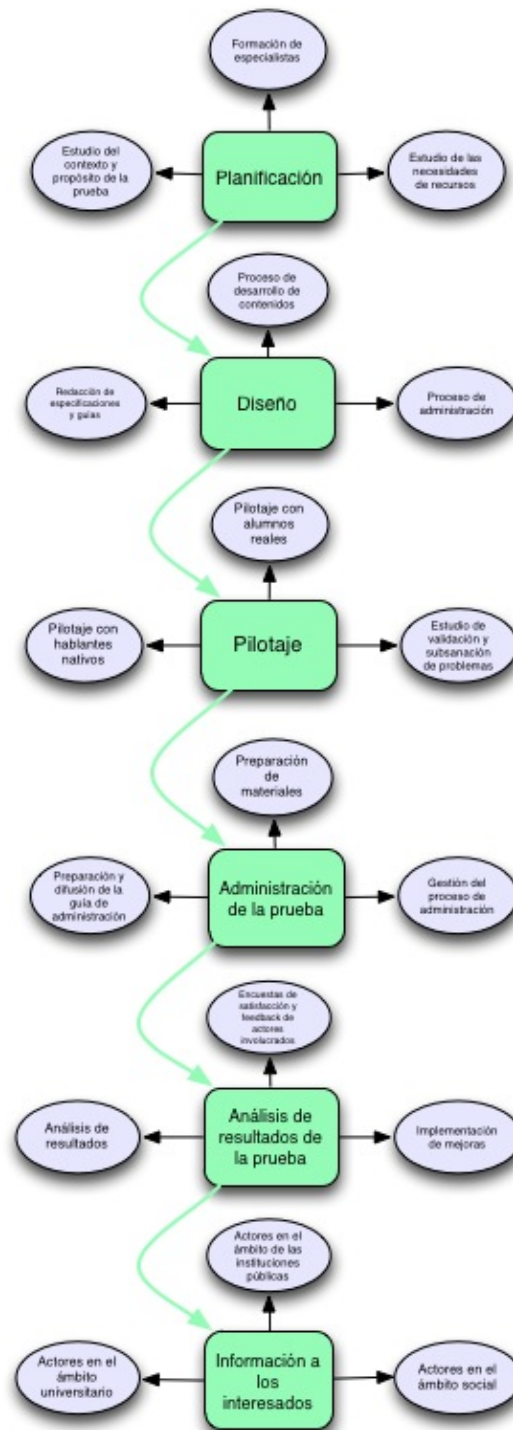 Formación de
especialistas
Estudio del
contexto y
propósito de la
prueba
Planificación
Estudio de las
necesidades
de recursos
Proceso de
desarrollo de
contenidos
Redacción de
especificaciones
y guías
Diseño
Proceso de
administración
Pilotaje con
alumnos
reales
Pilotaje con
hablantes
nativos
Pilotaje
Estudio de
validación y
subsanación
de problemas
Preparación
de
materiales
Preparación y
difusión de la
guía de
administración
Administración
de la prueba
Gestión del
proceso de
administración
Encuestas de
satisfacción y
feedback de
actores
involucrados
Análisis de
resultados
Análisis de
resultados de
la prueba
Implementación
de mejoras
Actores en el
ámbito de las
instituciones
públicas
Actores en el
ámbito
universitario
Información a
los
interesados
Actores en el
ámbito social